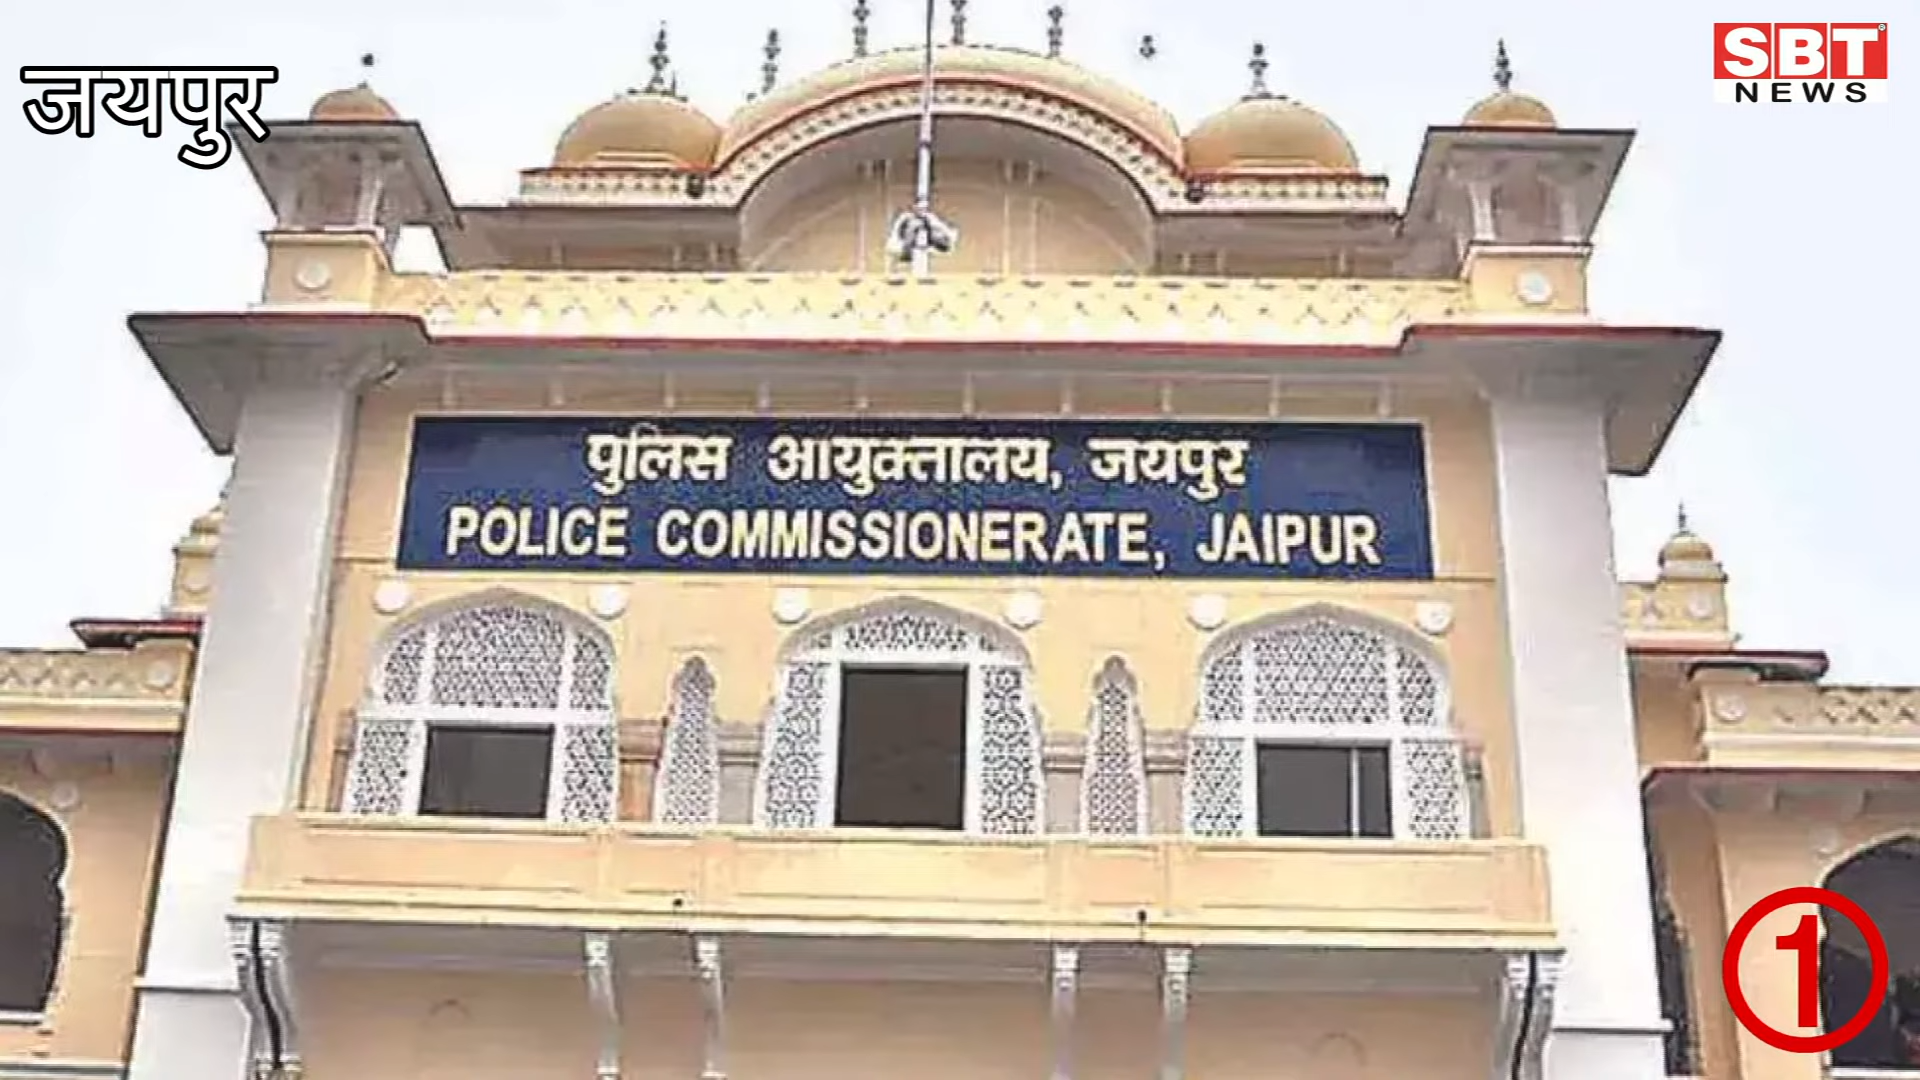 जयपुर
SBT
NEWS
पुलिस आयुक्तालय, जयपुर
POLICE COMMISSIONERATE, JAIPUR
1